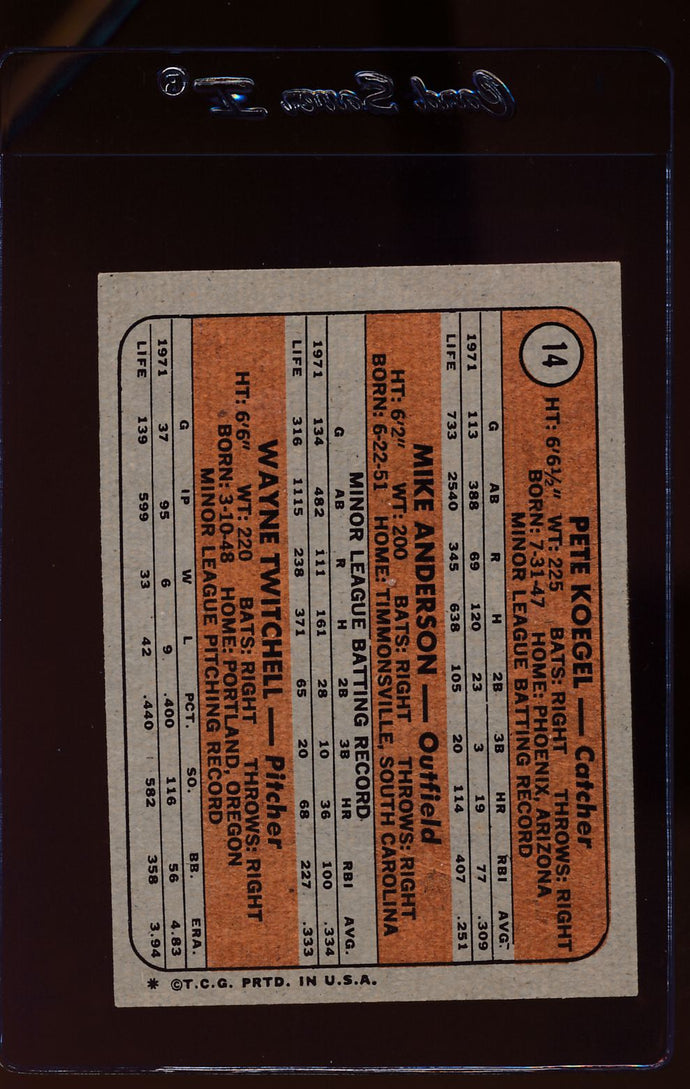 Card Saver I®
14
PETE KOEGEL — Catcher
HT: 6'6½" WT: 225 BATS: RIGHT THROWS: RIGHT
BORN: 7-31-47 HOME: PHOENIX, ARIZONA
MINOR LEAGUE BATTING RECORD
G AB R H 2B 3B HR RBI AVG.
1971 113 388 69 120 23 3 19 77 .309
LIFE 733 2540 345 638 105 20 114 407 .251
MIKE ANDERSON — Outfield
HT: 6'2" WT: 200 BATS: RIGHT THROWS: RIGHT
BORN: 6-22-51 HOME: TIMMONSVILLE, SOUTH CAROLINA
MINOR LEAGUE BATTING RECORD
G AB R H 2B 3B HR RBI AVG.
1971 134 482 111 161 28 10 36 100 .334
LIFE 316 1115 238 371 65 20 68 227 .333
WAYNE TWITCHELL — Pitcher
HT: 6'6" WT: 220 BATS: RIGHT THROWS: RIGHT
BORN: 3-10-48 HOME: PORTLAND, OREGON
MINOR LEAGUE PITCHING RECORD
G IP W L PCT. SO. BB. ERA.
1971 37 95 6 9 .400 116 56 4.83
LIFE 139 599 33 42 .440 582 358 3.94
* ©T.C.G. PRTD. IN U.S.A.